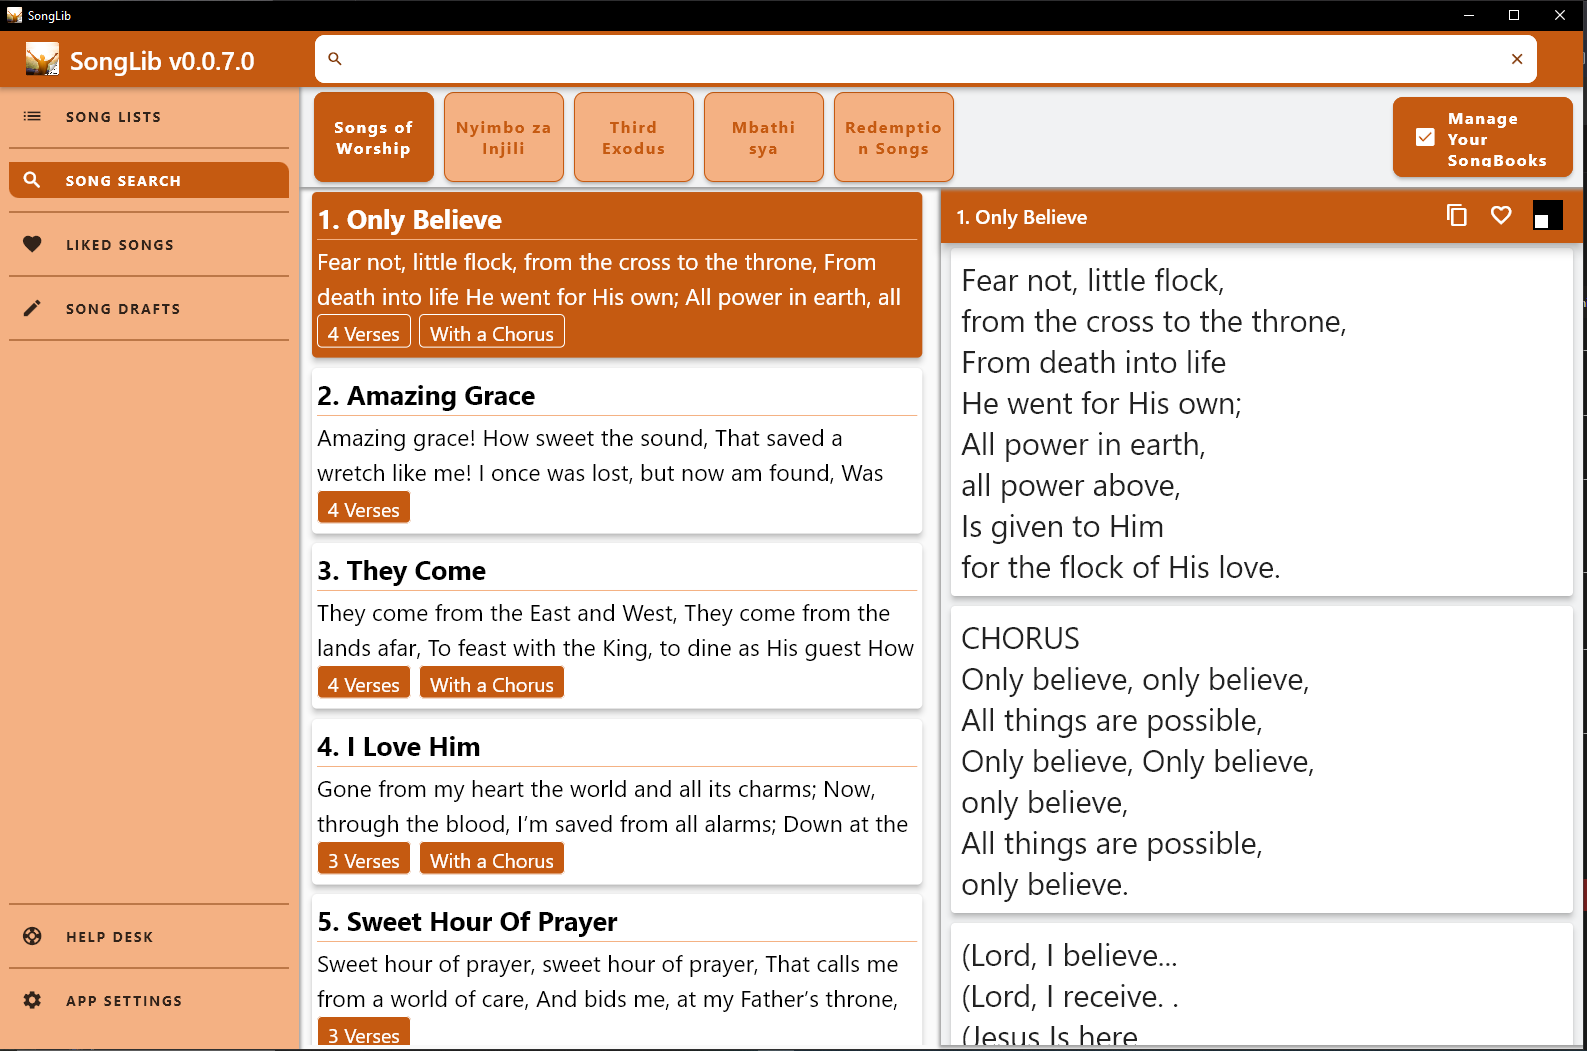 SongLib
SongLib v0.0.7.0
SONG LISTS
SONG SEARCH
LIKED SONGS
SONG DRAFTS
HELP DESK
APP SETTINGS
Songs of
Worship
Nyimbo za
Injili
Third
Exodus
Mbathi
sya
Redemptio
n Songs
Manage
Your
SongBooks
1. Only Believe
Fear not, little flock, from the cross to the throne, From
death into life He went for His own; All power in earth, all
4 Verses
With a Chorus
2. Amazing Grace
Amazing grace! How sweet the sound, That saved a
wretch like me! I once was lost, but now am found, Was
4 Verses
3. They Come
They come from the East and West, They come from the
lands afar, To feast with the King, to dine as His guest How
4 Verses
With a Chorus
4. I Love Him
Gone from my heart the world and all its charms; Now,
through the blood, I’m saved from all alarms; Down at the
3 Verses
With a Chorus
5. Sweet Hour Of Prayer
Sweet hour of prayer, sweet hour of prayer, That calls me
from a world of care, And bids me, at my Father’s throne,
3 Verses
1. Only Believe
Fear not, little flock,
from the cross to the throne,
From death into life
He went for His own;
All power in earth,
all power above,
Is given to Him
for the flock of His love.
CHORUS
Only believe, only believe,
All things are possible,
Only believe, Only believe,
only believe,
All things are possible,
only believe.
(Lord, I believe...
(Lord, I receive. .
(Jesus Is here